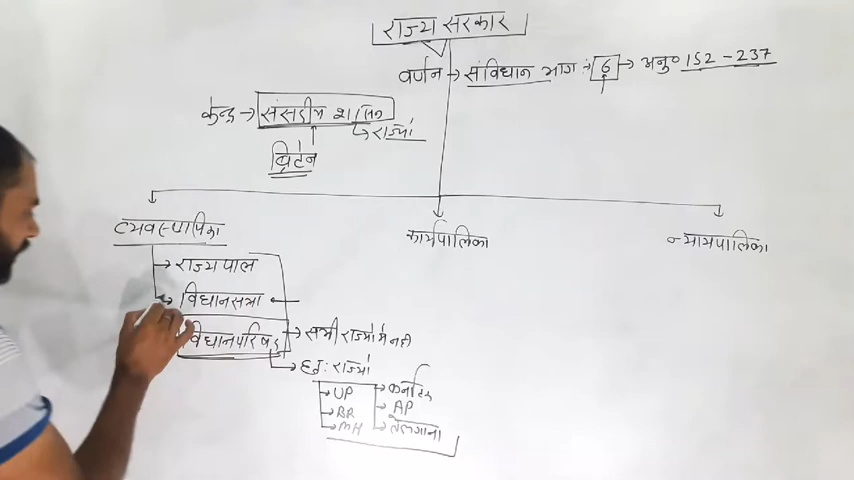 राज्य सरकार
वर्णन → संविधान भाग : 6 → अनु० 152 - 237
केन्द्र → संसदीय शासन
↳ राज्यों
ब्रिटेन
व्यवस्थापिका
कार्यपालिका
न्यायपालिका
→ राज्यपाल
→ विधानसभा
विधानपरिषद → सभी राज्यों में नही
→ छह: राज्यों
→ UP → कर्नाटक
→ BR → AP
→ MH → तेलगाना